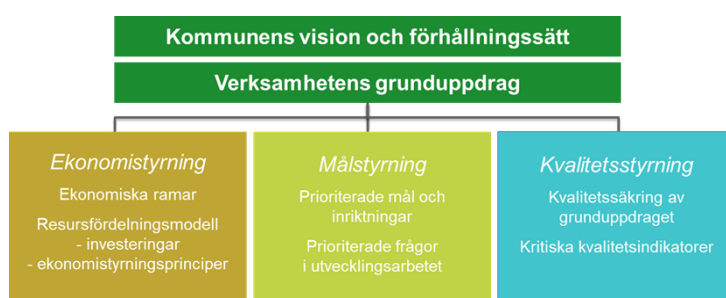 Kommunens vision och förhållningssätt
Verksamhetens grunduppdrag
Ekonomistyrning
Ekonomiska ramar
Resursfördelningsmodell
- investeringar
- ekonomistyrningsprinciper
Målstyrning
Prioriterade mål och
inriktningar
Prioriterade frågor
i utvecklingsarbetet
Kvalitetsstyrning
Kvalitetssäkring av
grunduppdraget
Kritiska kvalitetsindikatorer